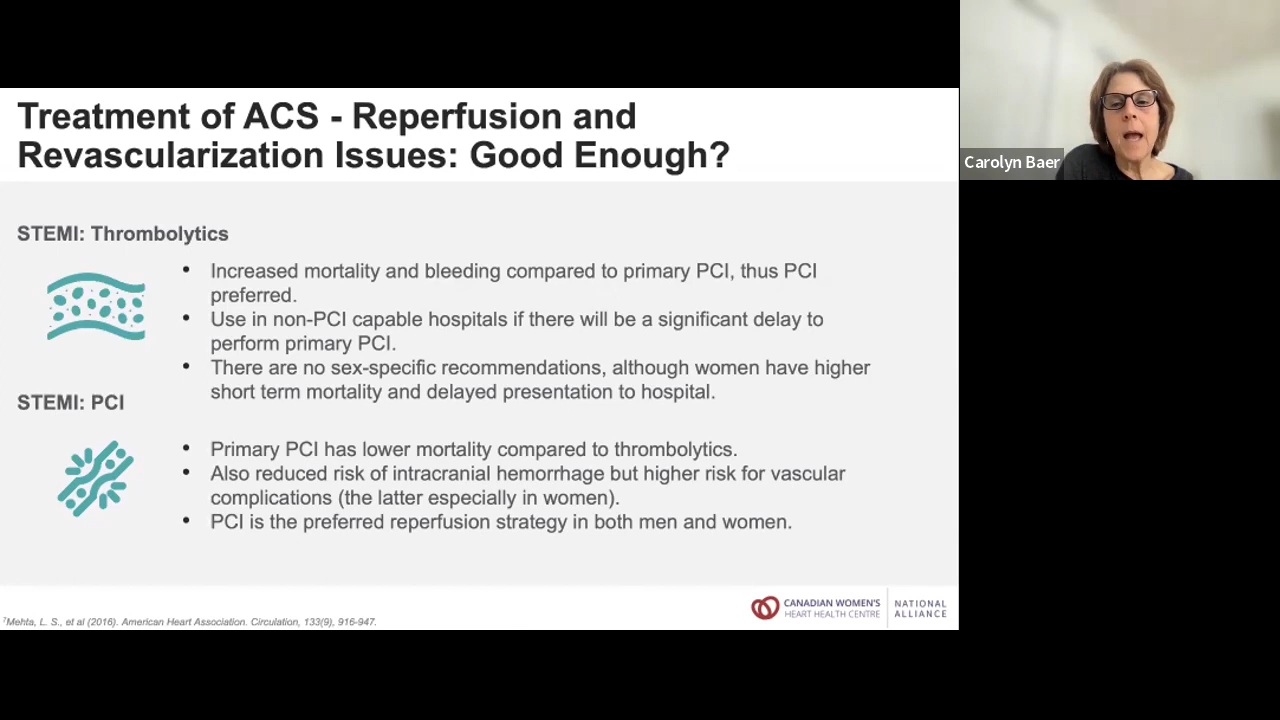 Treatment of ACS - Reperfusion and
Revascularization Issues: Good Enough?
STEMI: Thrombolytics
• Increased mortality and bleeding compared to primary PCI, thus PCI
preferred.
• Use in non-PCI capable hospitals if there will be a significant delay to
perform primary PCI.
• There are no sex-specific recommendations, although women have higher
short term mortality and delayed presentation to hospital.
STEMI: PCI
• Primary PCI has lower mortality compared to thrombolytics.
• Also reduced risk of intracranial hemorrhage but higher risk for vascular
complications (the latter especially in women).
• PCI is the preferred reperfusion strategy in both men and women.
7Mehta, L. S., et al (2016). American Heart Association. Circulation, 133(9), 916-947.
CANADIAN WOMEN'S
HEART HEALTH CENTRE
NATIONAL
ALLIANCE
Carolyn Baer